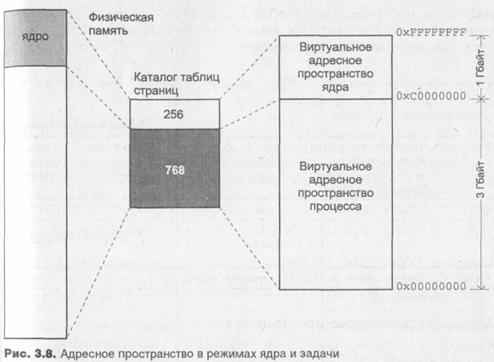 ядро
Физическая
память
Каталог таблиц
страниц
256
768
Виртуальное
адресное
пространство
ядра
Виртуальное
адресное
пространство
процесса
0xFFFFFFFF
1 Гбайт
0xC0000000
3 Гбайт
0x00000000
Рис. 3.8. Адресное пространство в режимах ядра и задачи